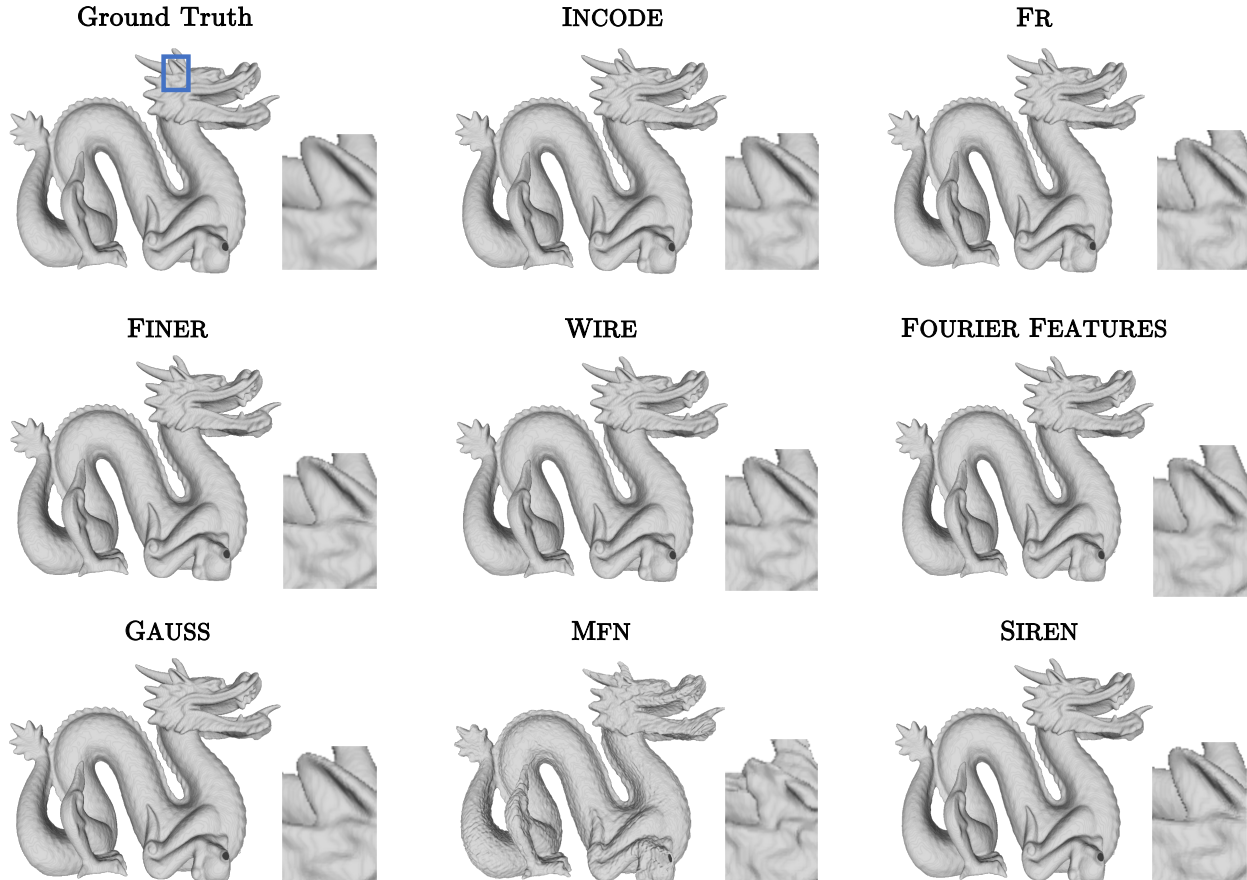 Ground Truth
INCODE
FR
FINER
WIRE
FOURIER FEATURES
GAUSS
MFN
SIREN